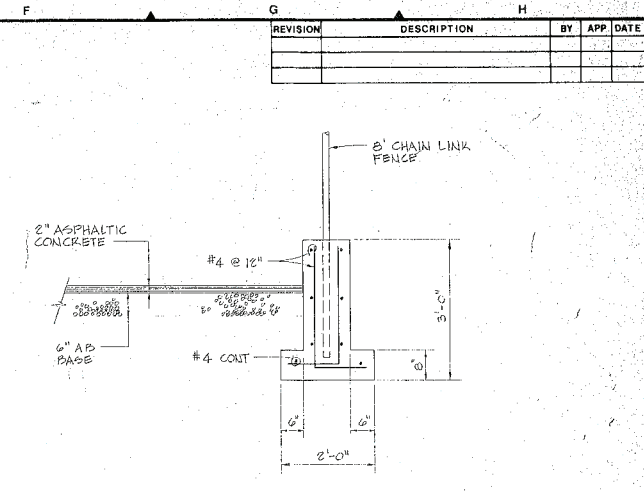 F G H
REVISION DESCRIPTION BY APP DATE
8' CHAIN LINK
FENCE
2" ASPHALTIC
CONCRETE
#4 @ 12"
3'-0"
6" AB
BASE
#4 CONT
8"
6" 6"
2'-0"